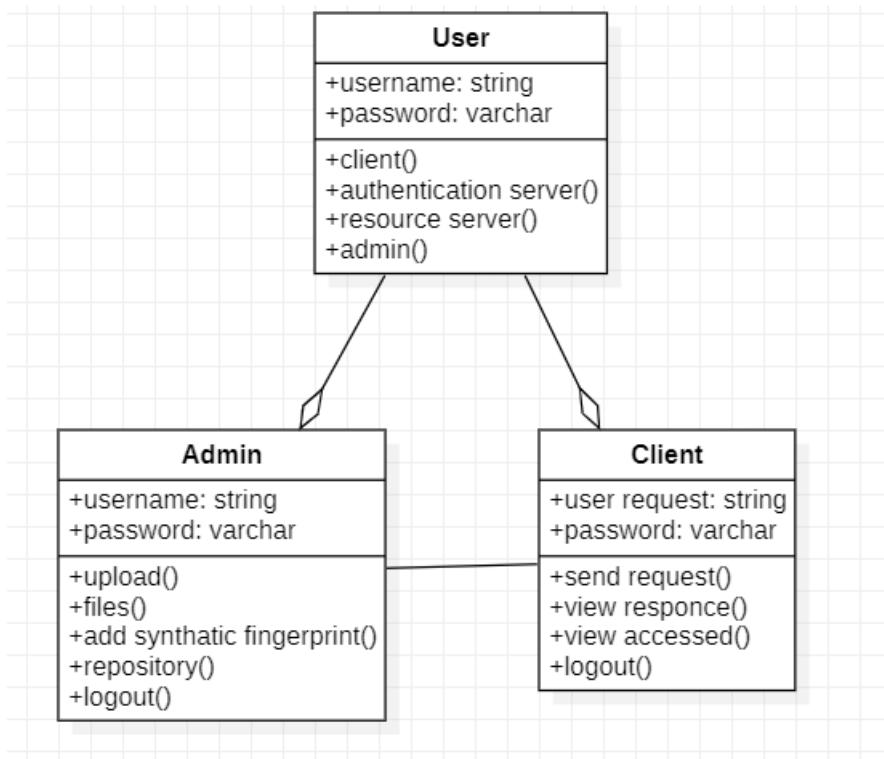 User
+username: string
+password: varchar
+client()
+authentication server()
+resource server()
+admin()
Admin
+username: string
+password: varchar
+upload()
+files()
+add synthatic fingerprint()
+repository()
+logout()
Client
+user request: string
+password: varchar
+send request()
+view responce()
+view accessed()
+logout()